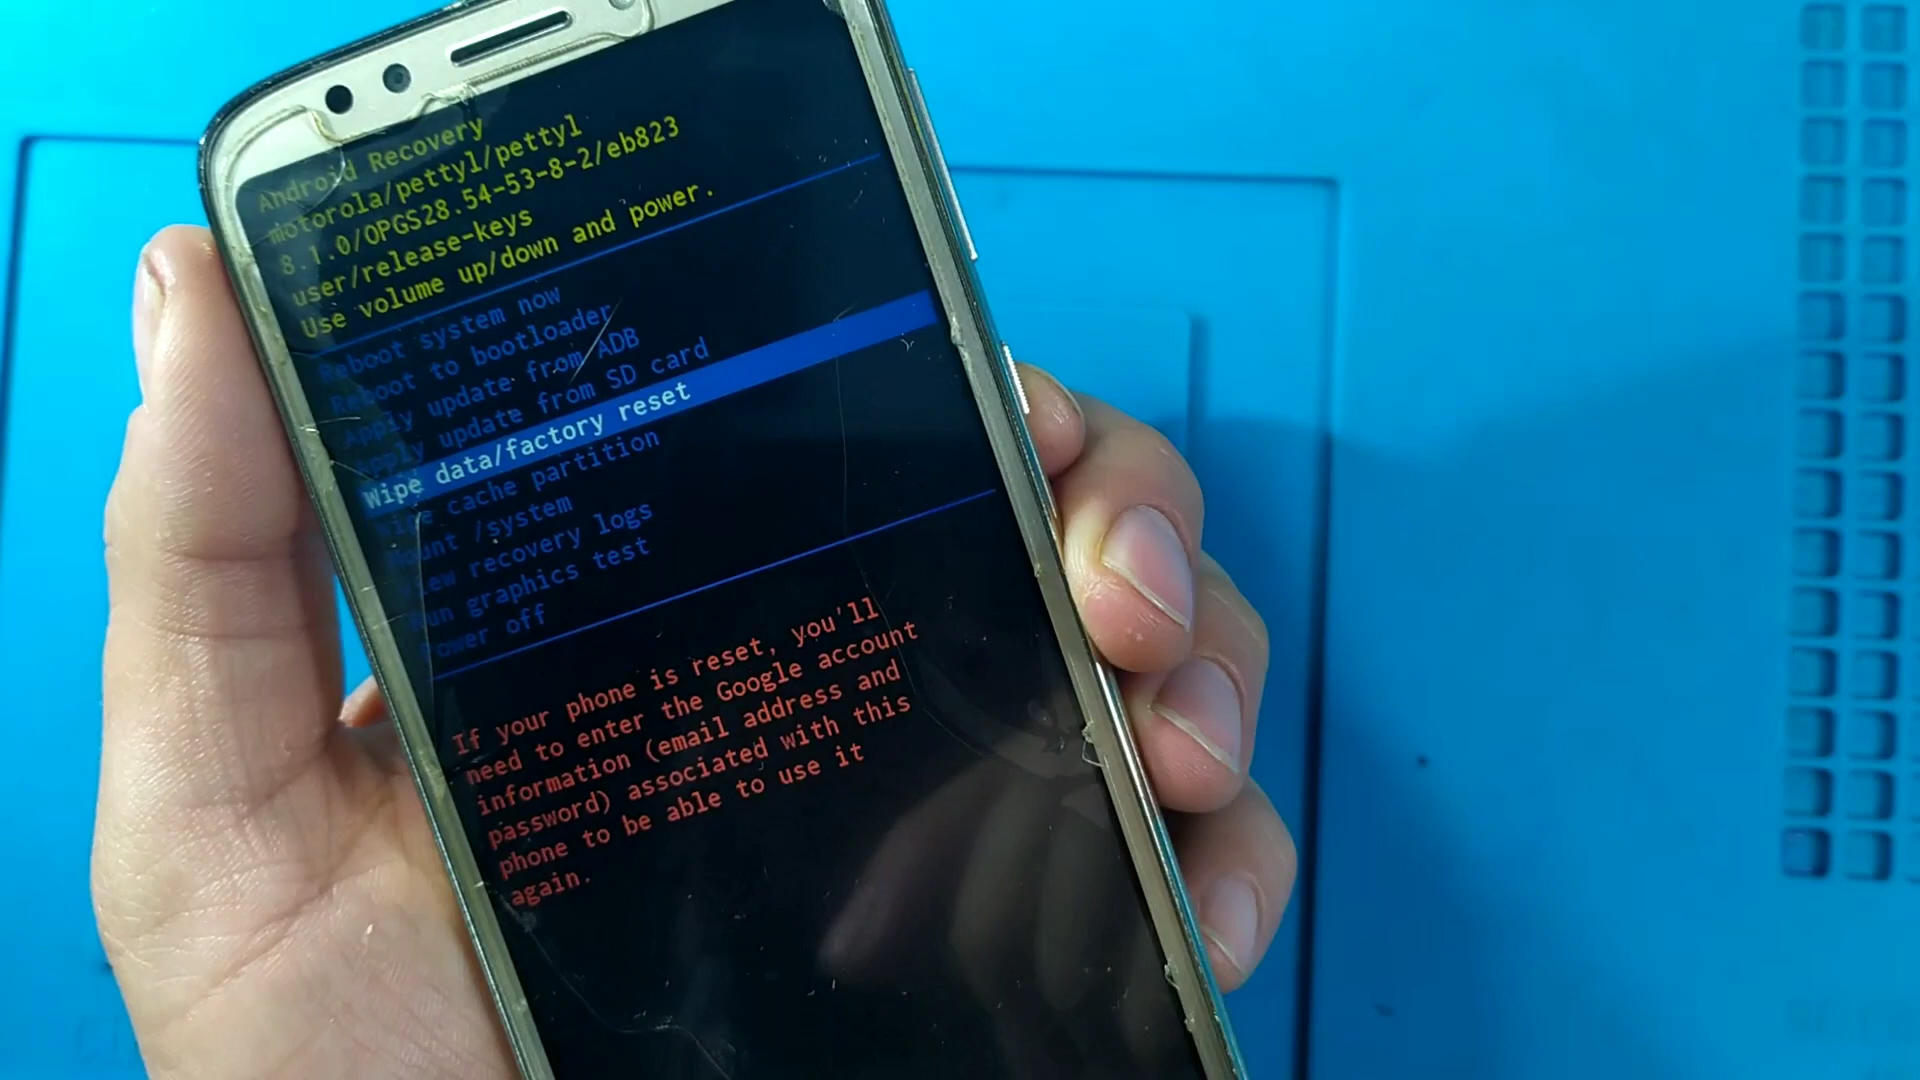 Android Recovery
motorola/pettyl/pettyl
8.1.0/OPGS28.54-53-8-2/eb823
user/release-keys
Use volume up/down and power.
Reboot system now
Reboot to bootloader
Apply update from ADB
Apply update from SD card
Wipe data/factory reset
Wipe cache partition
Mount /system
View recovery logs
Run graphics test
Power off
If your phone is reset, you'll
need to enter the Google account
information (email address and
password) associated with this
phone to be able to use it
again.